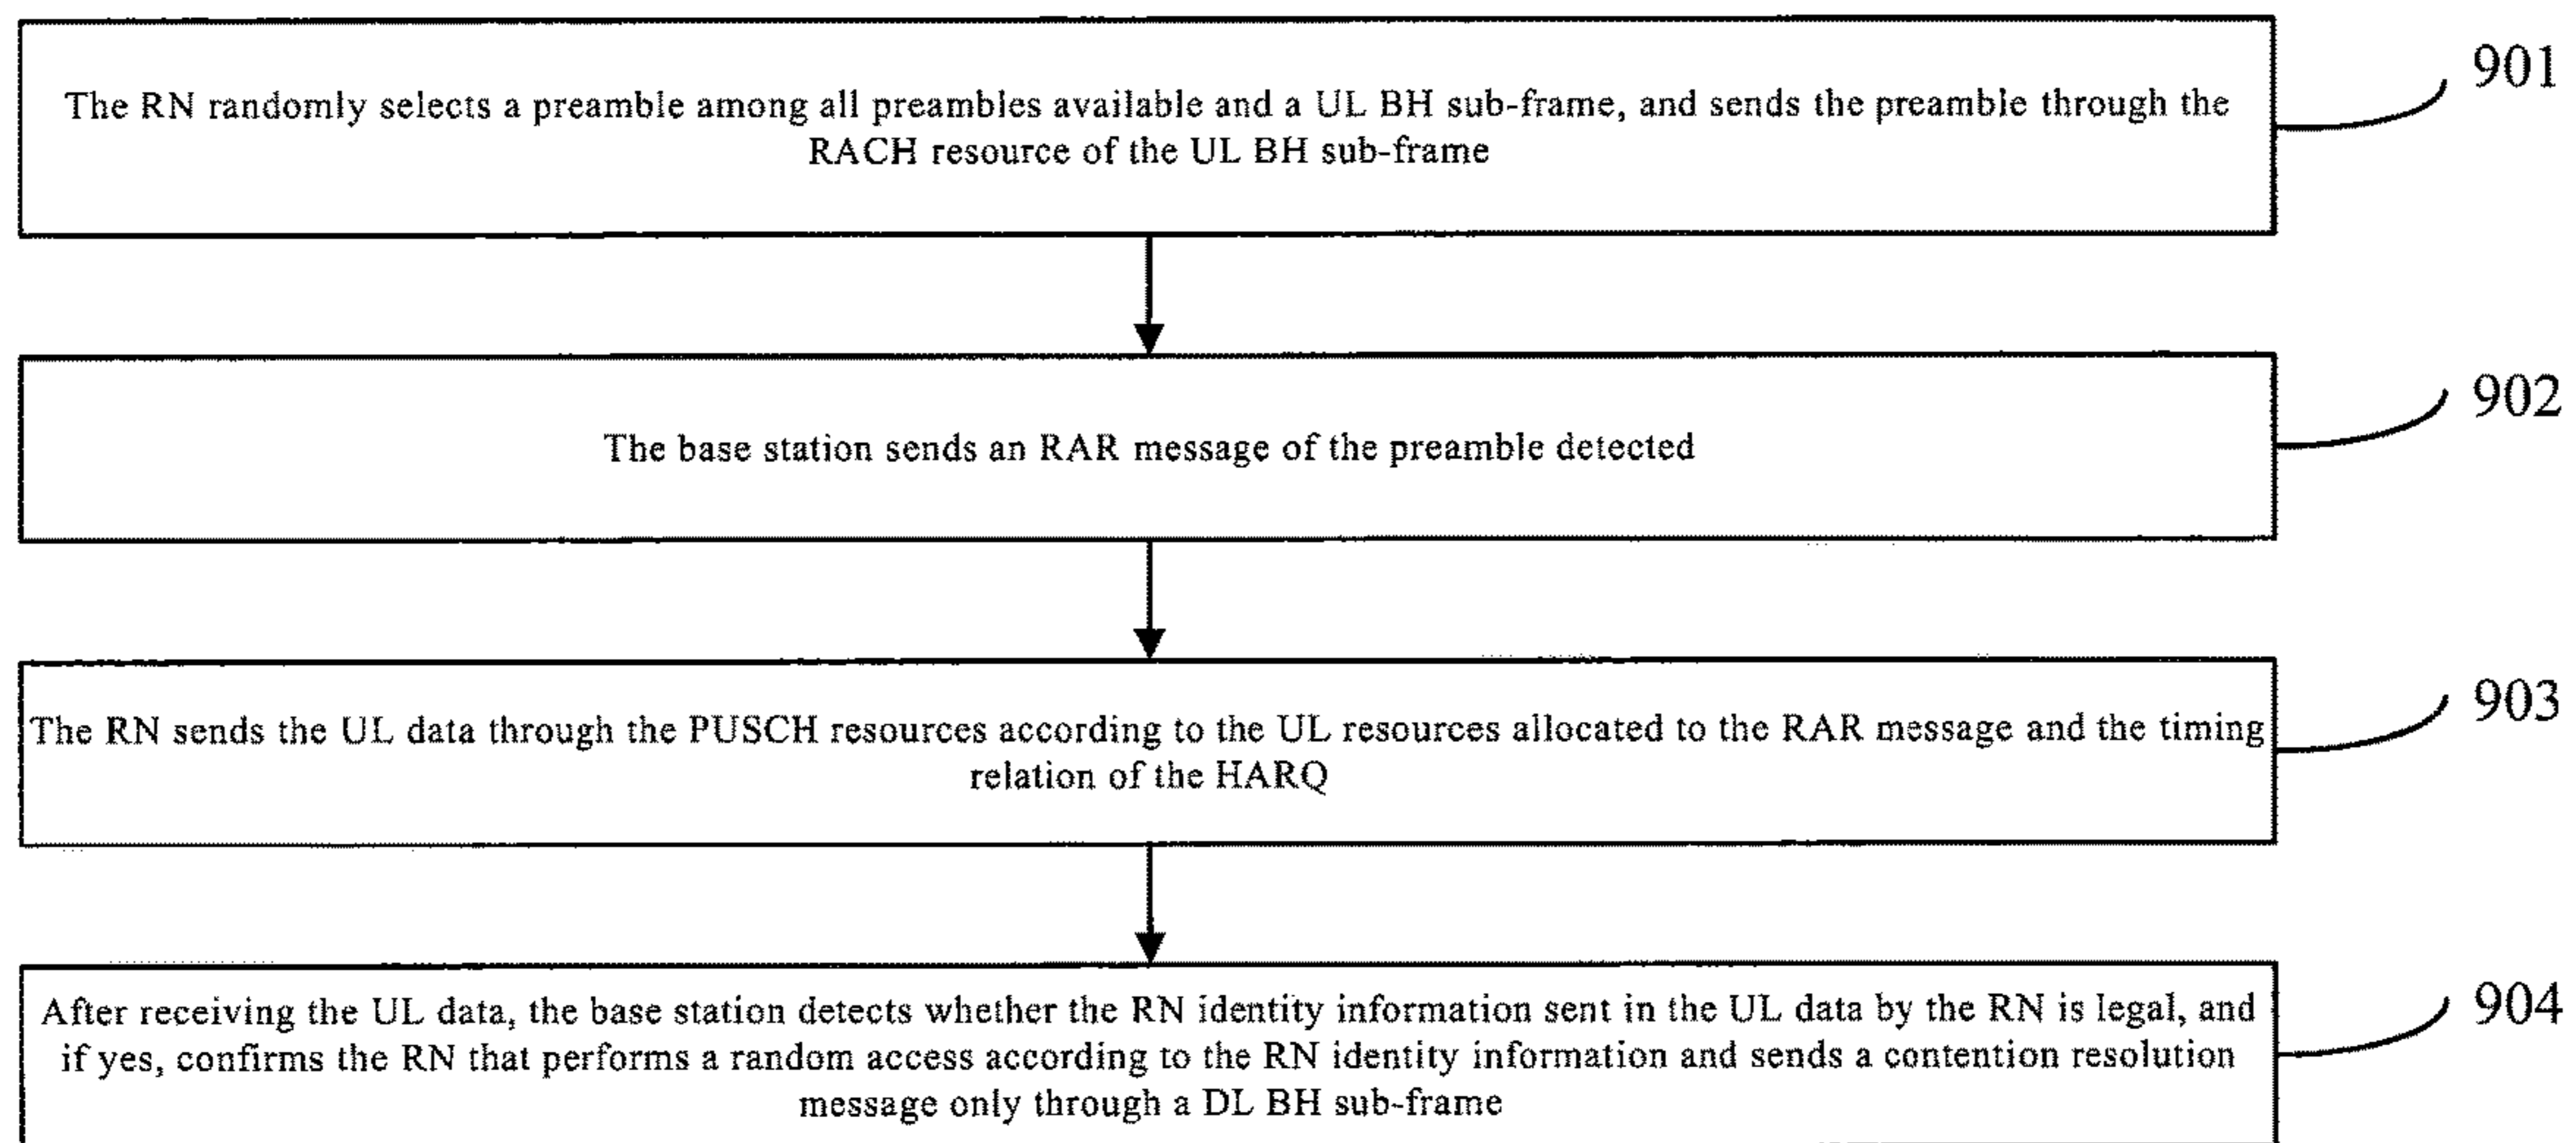 The RN randomly selects a preamble among all preambles available and a UL BH sub-frame, and sends the preamble through the
RACH resource of the UL BH sub-frame
901
The base station sends an RAR message of the preamble detected
902
The RN sends the UL data through the PUSCH resources according to the UL resources allocated to the RAR message and the timing
relation of the HARQ
903
After receiving the UL data, the base station detects whether the RN identity information sent in the UL data by the RN is legal, and
if yes, confirms the RN that performs a random access according to the RN identity information and sends a contention resolution
message only through a DL BH sub-frame
904